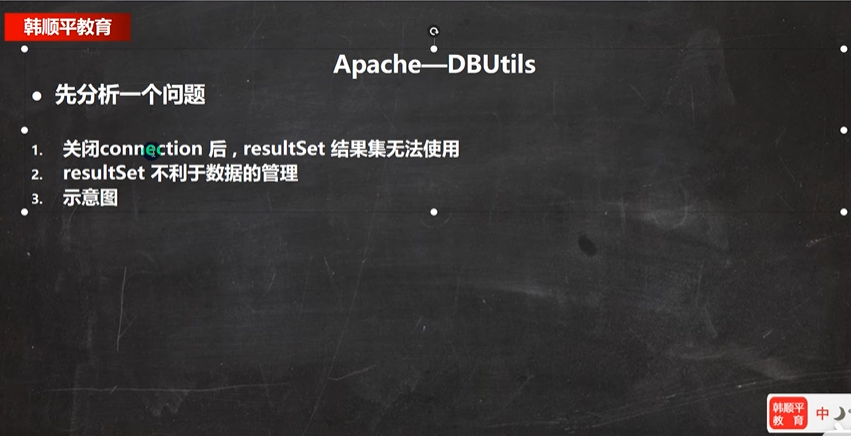 韩顺平教育
Apache—DBUtils
● 先分析一个问题
1. 关闭connection 后 , resultSet 结果集无法使用
2. resultSet 不利于数据的管理
3. 示意图
韩顺平
教 育
中